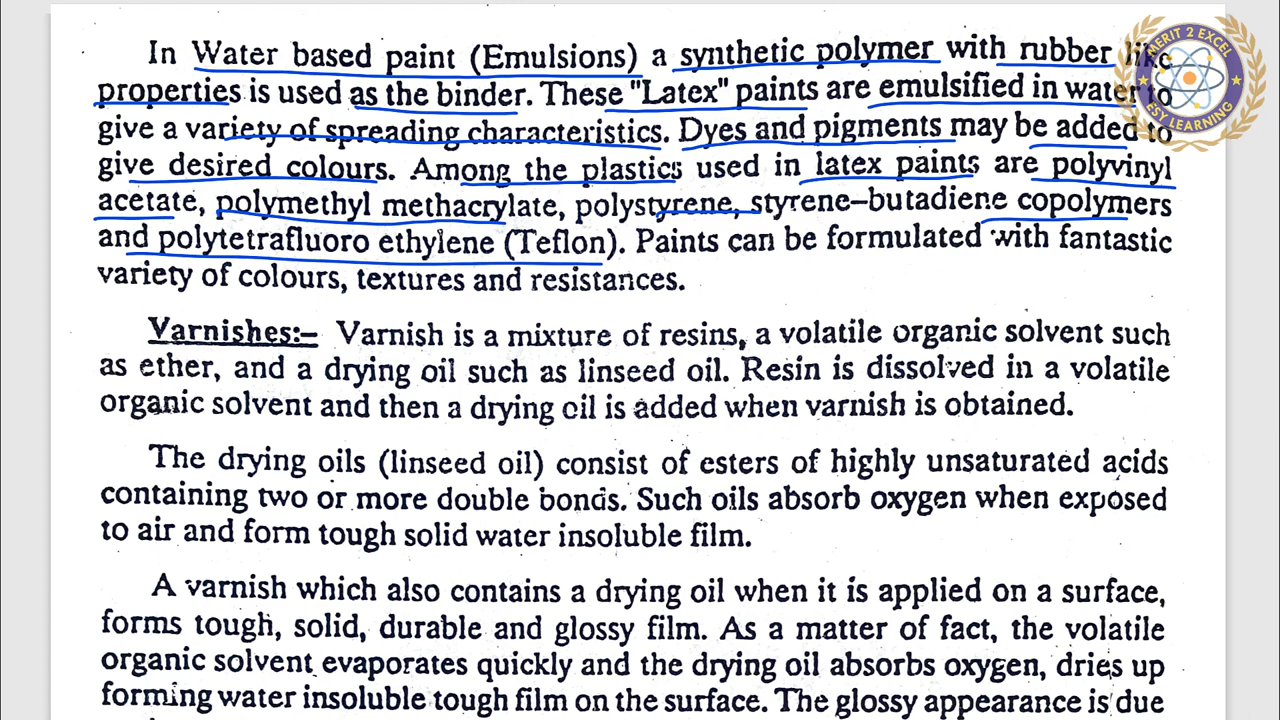 In Water based paint (Emulsions) a synthetic polymer with rubber like
properties is used as the binder. These "Latex" paints are emulsified in water to
give a variety of spreading characteristics. Dyes and pigments may be added to
give desired colours. Among the plastics used in latex paints are polyvinyl
acetate, polymethyl methacrylate, polystyrene, styrene–butadiene copolymers
and polytetrafluoro ethylene (Teflon). Paints can be formulated with fantastic
variety of colours, textures and resistances.
Varnishes:– Varnish is a mixture of resins, a volatile organic solvent such
as ether, and a drying oil such as linseed oil. Resin is dissolved in a volatile
organic solvent and then a drying oil is added when varnish is obtained.
The drying oils (linseed oil) consist of esters of highly unsaturated acids
containing two or more double bonds. Such oils absorb oxygen when exposed
to air and form tough solid water insoluble film.
A varnish which also contains a drying oil when it is applied on a surface,
forms tough, solid, durable and glossy film. As a matter of fact, the volatile
organic solvent evaporates quickly and the drying oil absorbs oxygen, dries up
forming water insoluble tough film on the surface. The glossy appearance is due
MERIT 2 EXCEL
ESY LEARNING